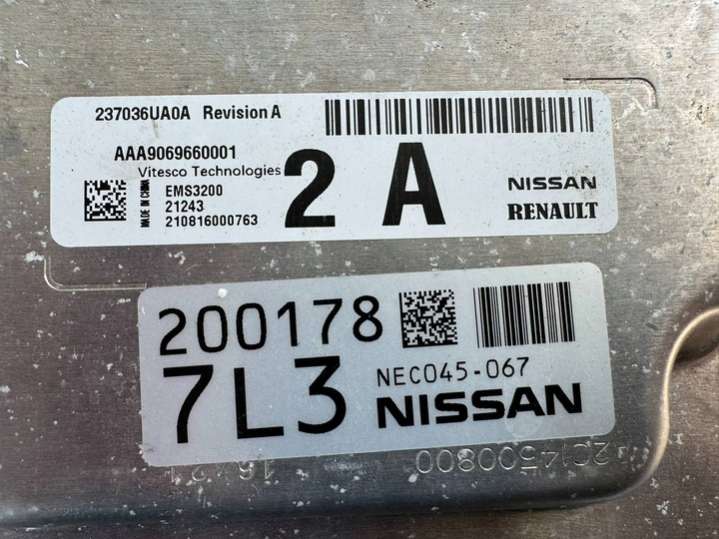 237036UA0A Revision A
AAA9069660001
Vitesco Technologies
MADE IN CHINA
EMS3200
21243
210816000763
2 A
NISSAN
RENAULT
200178
7L3
NEC045-067
NISSAN